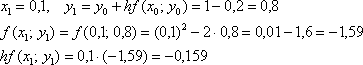 x₁ = 0,1, y₁ = y₀ + hf(x₀; y₀) = 1 − 0,2 = 0,8
f(x₁; y₁) = f(0,1; 0,8) = (0,1)² − 2 · 0,8 = 0,01 − 1,6 = −1,59
hf(x₁; y₁) = 0,1 · (−1,59) = −0,159